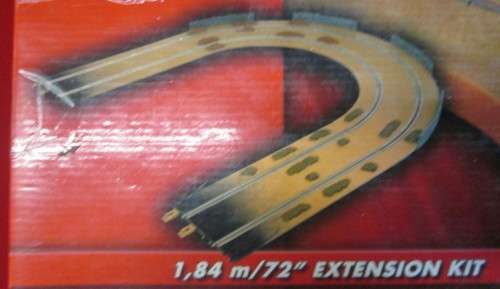 1,84 m/72" EXTENSION KIT